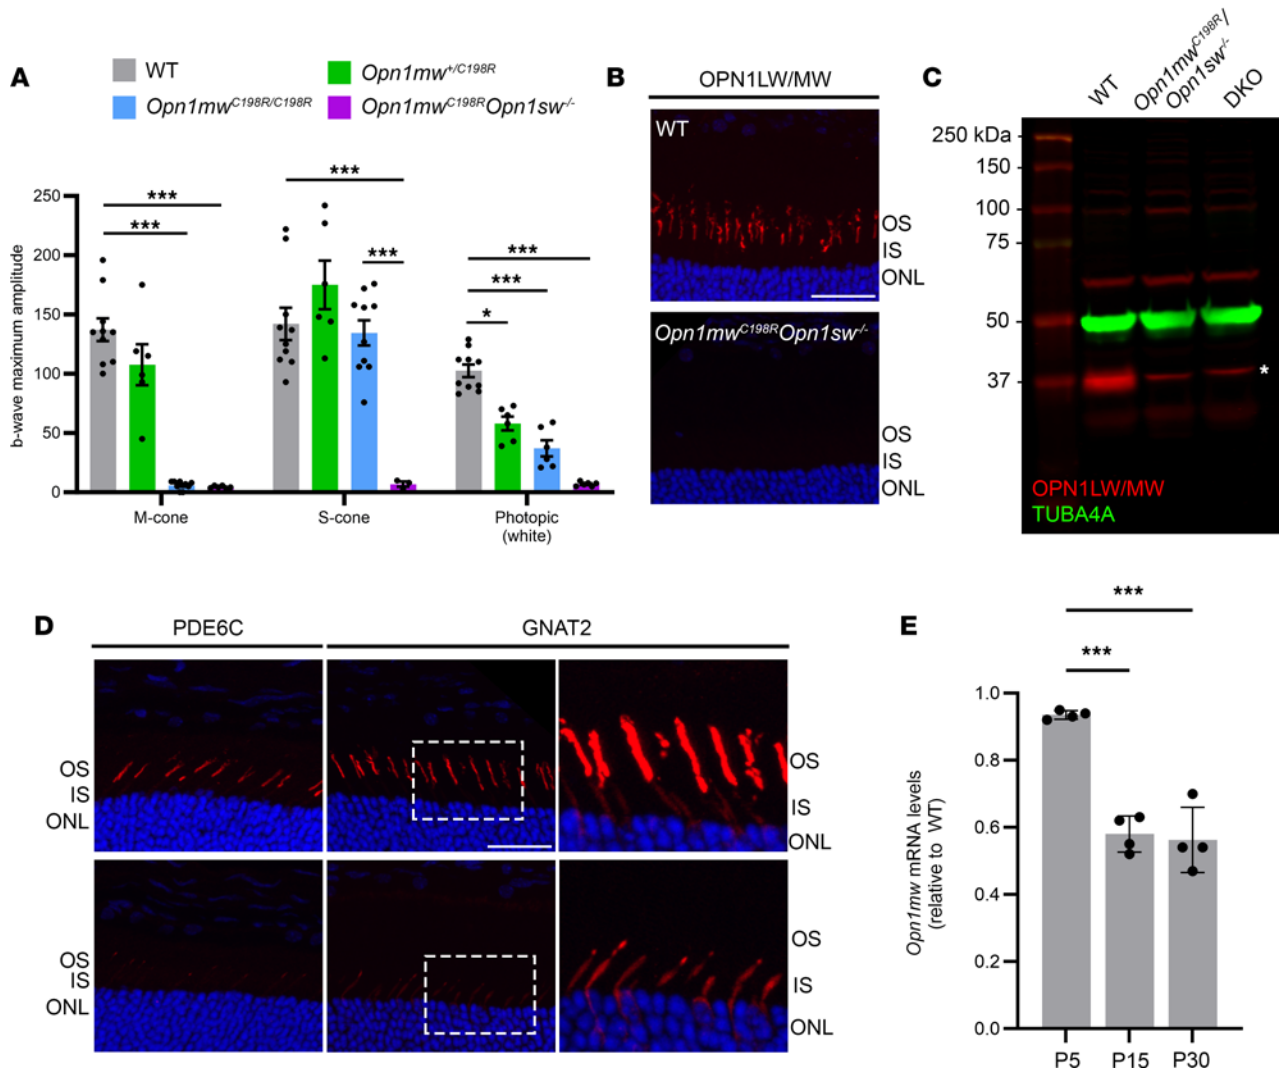 A
WT
Opn1mw+/C198R
Opn1mwC198R/C198R
Opn1mwC198ROpn1sw-/-
b-wave maximum amplitude
250
200
150
100
50
0
***
***
***
***
***
***
*
M-cone
S-cone
Photopic
(white)
B
OPN1LW/MW
WT
OS
IS
ONL
Opn1mwC198ROpn1sw-/-
OS
IS
ONL
C
WT
Opn1mwC198R/
Opn1sw-/-
DKO
250 kDa
150
100
75
50
37
*
OPN1LW/MW
TUBA4A
D
PDE6C
GNAT2
OS
IS
ONL
OS
IS
ONL
OS
IS
ONL
OS
IS
ONL
E
***
***
Opn1mw mRNA levels
(relative to WT)
1.0
0.8
0.6
0.4
0.2
0.0
P5
P15
P30